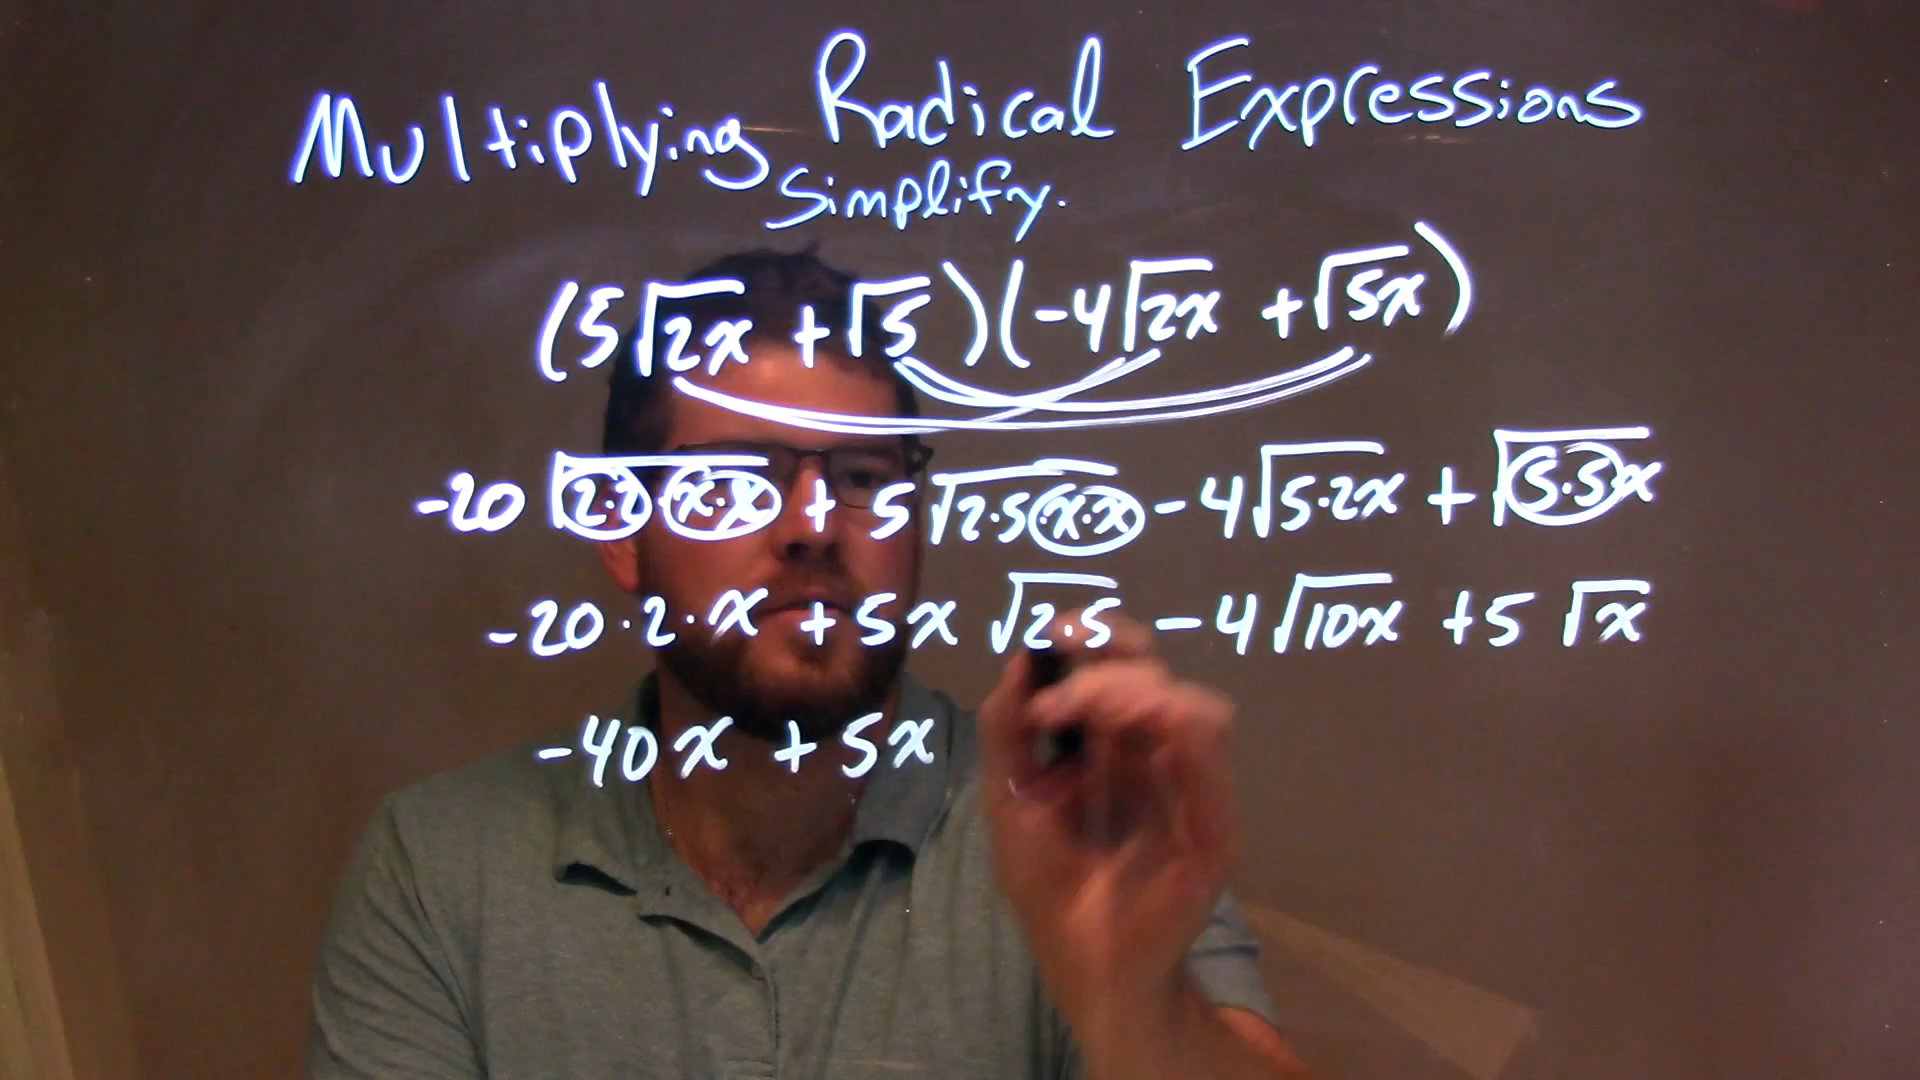 Multiplying Radical Expressions
Simplify.
(5√2x + √5)(-4√2x + √5x)
-20√2·2·x·x + 5√2·5·x·x - 4√5·2x + √5·5x
-20·2·x + 5x√2·5 - 4√10x + 5√x
-40x + 5x